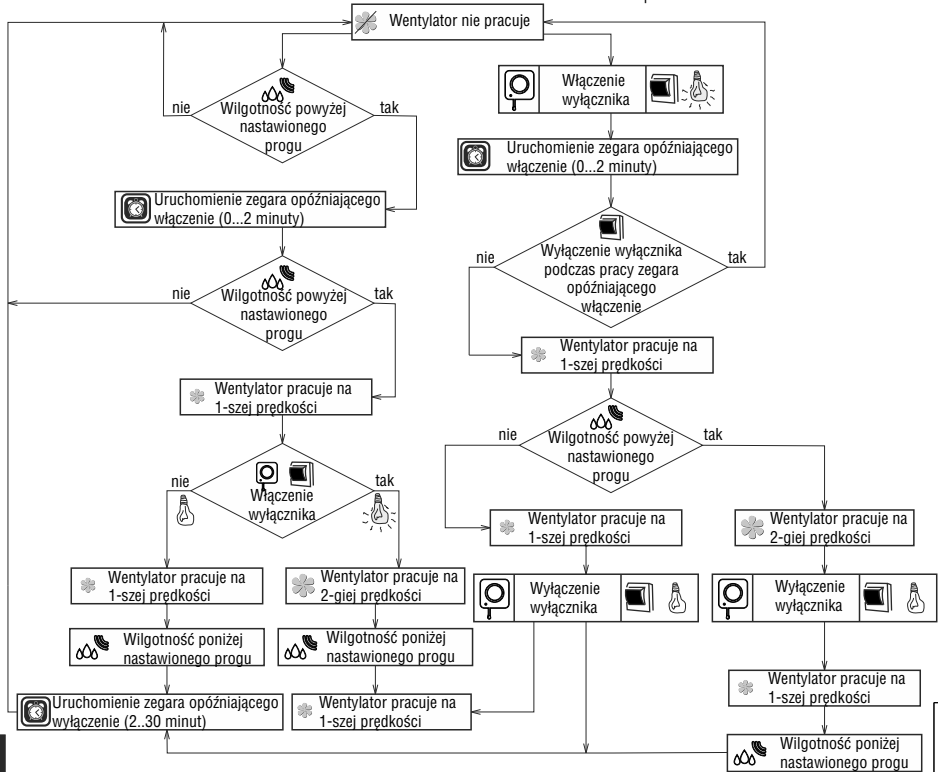 Wentylator nie pracuje
nie
Wilgotność powyżej
nastawionego
progu
tak
Uruchomienie zegara opóźniającego
włączenie (0...2 minuty)
nie
Wilgotność powyżej
nastawionego
progu
tak
Wentylator pracuje na
1-szej prędkości
nie
Włączenie
wyłącznika
tak
Wentylator pracuje na
1-szej prędkości
Wentylator pracuje na
2-giej prędkości
Wilgotność poniżej
nastawionego progu
Wilgotność poniżej
nastawionego progu
Uruchomienie zegara opóźniającego
wyłączenie (2..30 minut)
Wentylator pracuje na
1-szej prędkości
Włączenie
wyłącznika
Uruchomienie zegara opóźniającego
włączenie (0...2 minuty)
nie
Wyłączenie wyłącznika
podczas pracy zegara
opóźniającego
włączenie
tak
Wentylator pracuje na
1-szej prędkości
nie
Wilgotność powyżej
nastawionego
progu
tak
Wentylator pracuje na
1-szej prędkości
Wentylator pracuje na
2-giej prędkości
Wyłączenie
wyłącznika
Wyłączenie
wyłącznika
Wentylator pracuje na
1-szej prędkości
Wilgotność poniżej
nastawionego progu